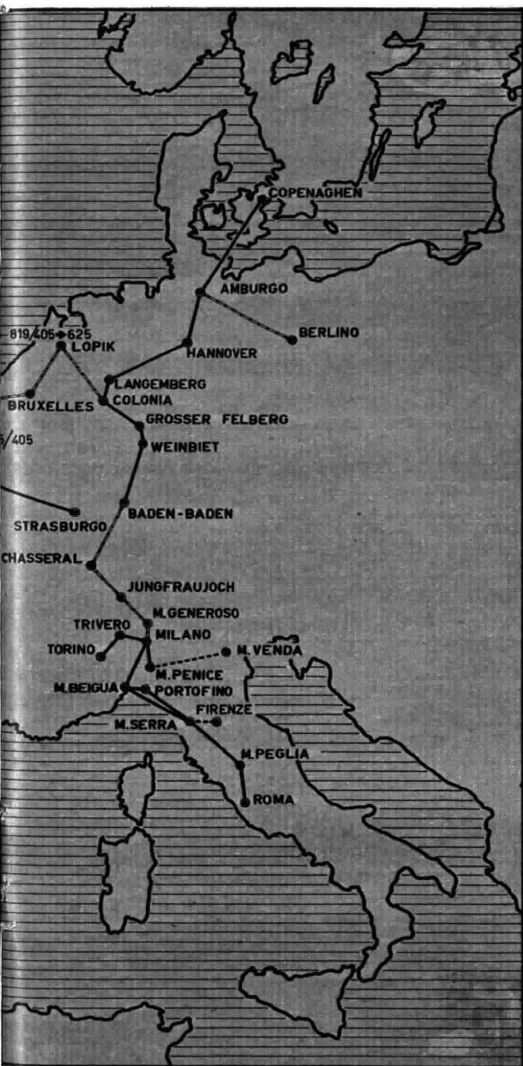 COPENAGHEN
AMBURGO
819/405→625
BERLINO
LOPIK
HANNOVER
LANGEMBERG
BRUXELLES
COLONIA
GROSSER FELBERG
/405
WEINBIET
BADEN-BADEN
STRASBURGO
CHASSERAL
JUNGFRAUJOCH
M.GENEROSO
TRIVERO
MILANO
TORINO
M.VENDA
M.PENICE
M.BEIGUA
PORTOFINO
FIRENZE
M.SERRA
M.PEGLIA
ROMA